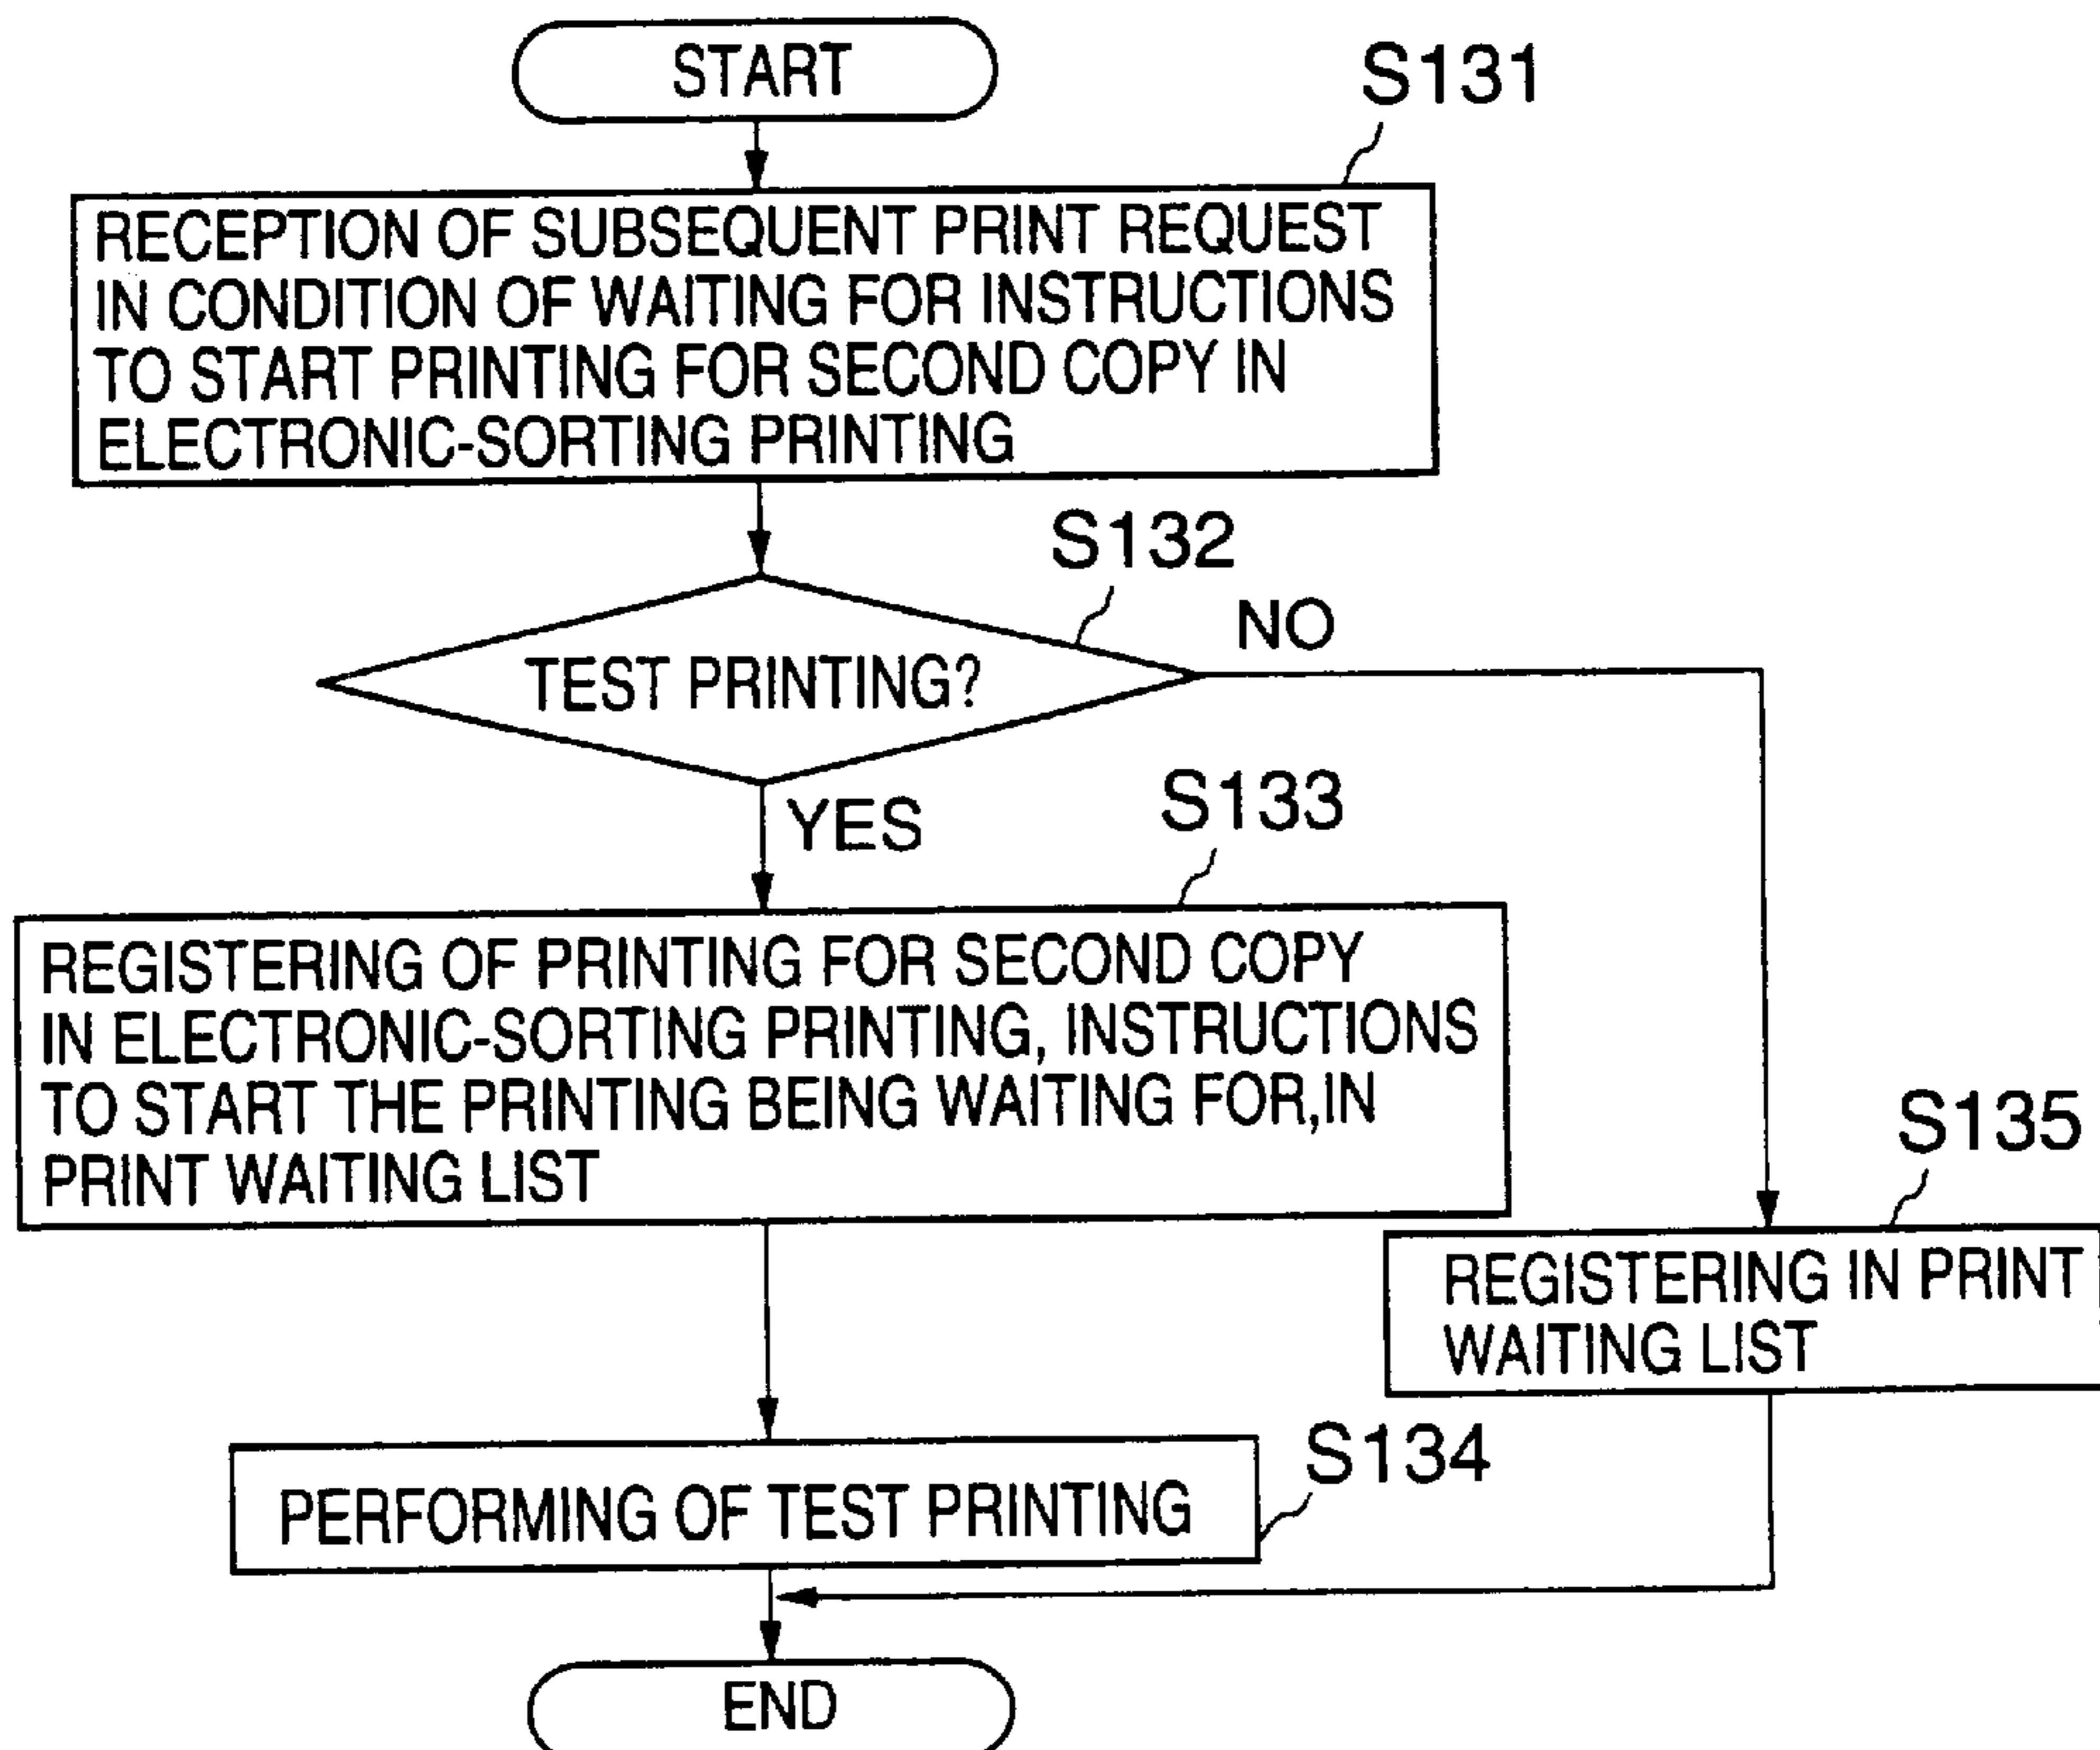 START
S131
RECEPTION OF SUBSEQUENT PRINT REQUEST
IN CONDITION OF WAITING FOR INSTRUCTIONS
TO START PRINTING FOR SECOND COPY IN
ELECTRONIC-SORTING PRINTING
S132
NO
TEST PRINTING?
YES
S133
REGISTERING OF PRINTING FOR SECOND COPY
IN ELECTRONIC-SORTING PRINTING, INSTRUCTIONS
TO START THE PRINTING BEING WAITING FOR,IN
PRINT WAITING LIST
S135
REGISTERING IN PRINT
WAITING LIST
S134
PERFORMING OF TEST PRINTING
END